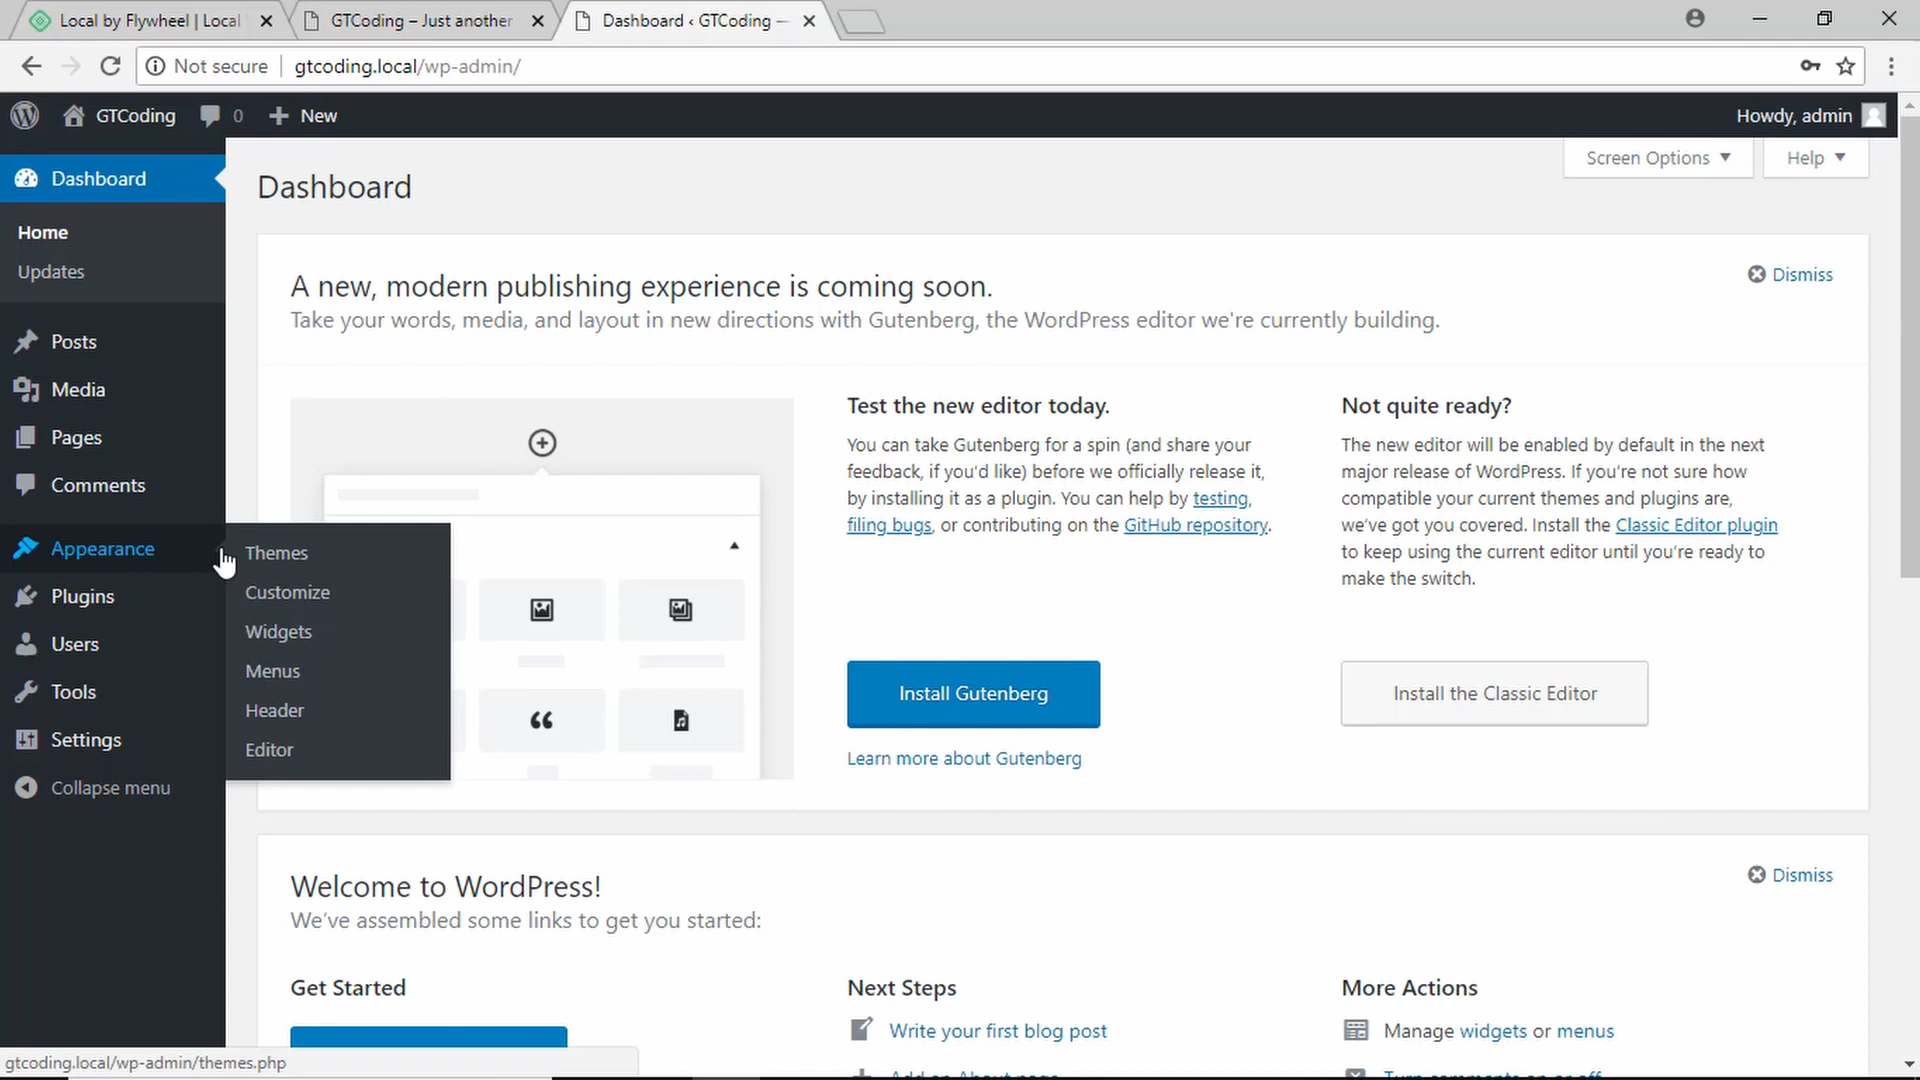 Local by Flywheel | Local
GTCoding – Just another
Dashboard ‹ GTCoding —
Not secure
gtcoding.local/wp-admin/
GTCoding
0
New
Howdy, admin
Dashboard
Home
Updates
Posts
Media
Pages
Comments
Appearance
Plugins
Users
Tools
Settings
Collapse menu
Themes
Customize
Widgets
Menus
Header
Editor
Screen Options
Help
Dashboard
A new, modern publishing experience is coming soon.
Dismiss
Take your words, media, and layout in new directions with Gutenberg, the WordPress editor we're currently building.
Test the new editor today.
You can take Gutenberg for a spin (and share your
feedback, if you'd like) before we officially release it,
by installing it as a plugin. You can help by testing,
filing bugs, or contributing on the GitHub repository.
Install Gutenberg
Learn more about Gutenberg
Not quite ready?
The new editor will be enabled by default in the next
major release of WordPress. If you're not sure how
compatible your current themes and plugins are,
we've got you covered. Install the Classic Editor plugin
to keep using the current editor until you're ready to
make the switch.
Install the Classic Editor
Welcome to WordPress!
Dismiss
We've assembled some links to get you started:
Get Started
Next Steps
Write your first blog post
Add an About page
More Actions
Manage widgets or menus
Turn comments on or off
gtcoding.local/wp-admin/themes.php